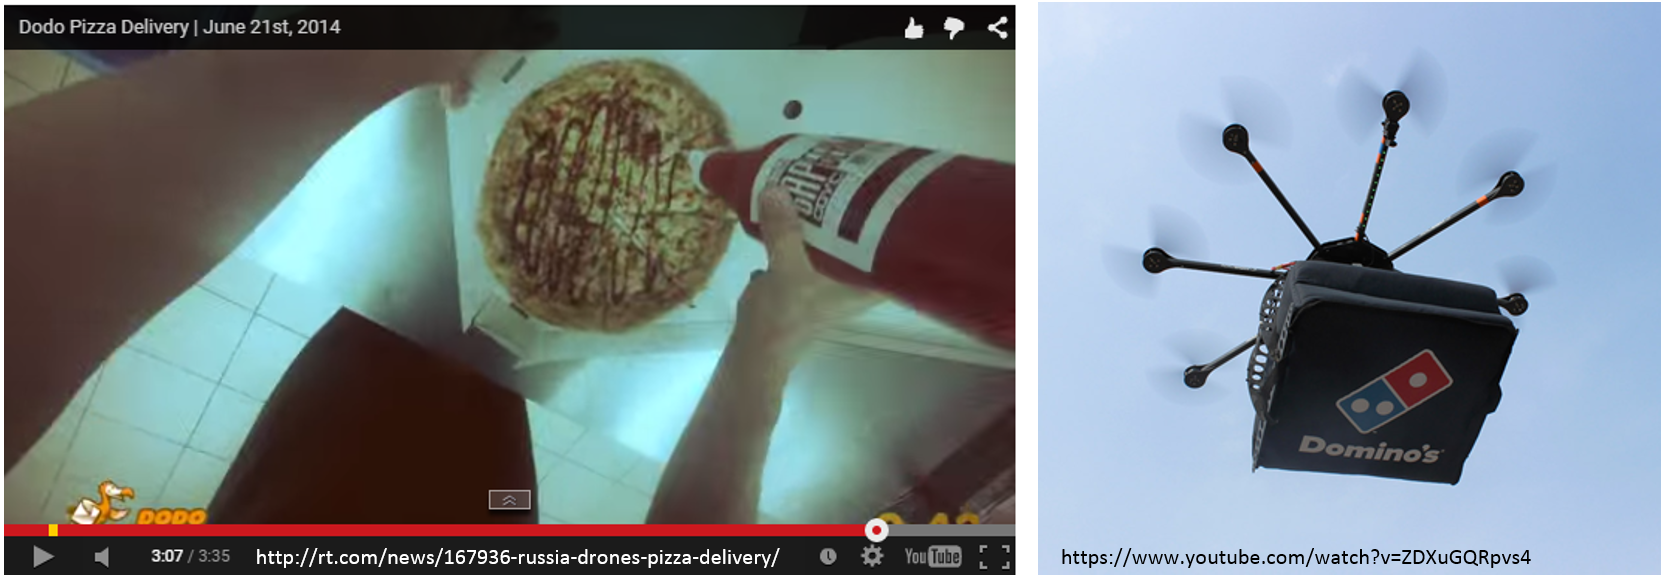 Dodo Pizza Delivery | June 21st, 2014
DODO
3:07 / 3:35
http://rt.com/news/167936-russia-drones-pizza-delivery/
YouTube
Domino's
https://www.youtube.com/watch?v=ZDXuGQRpvs4